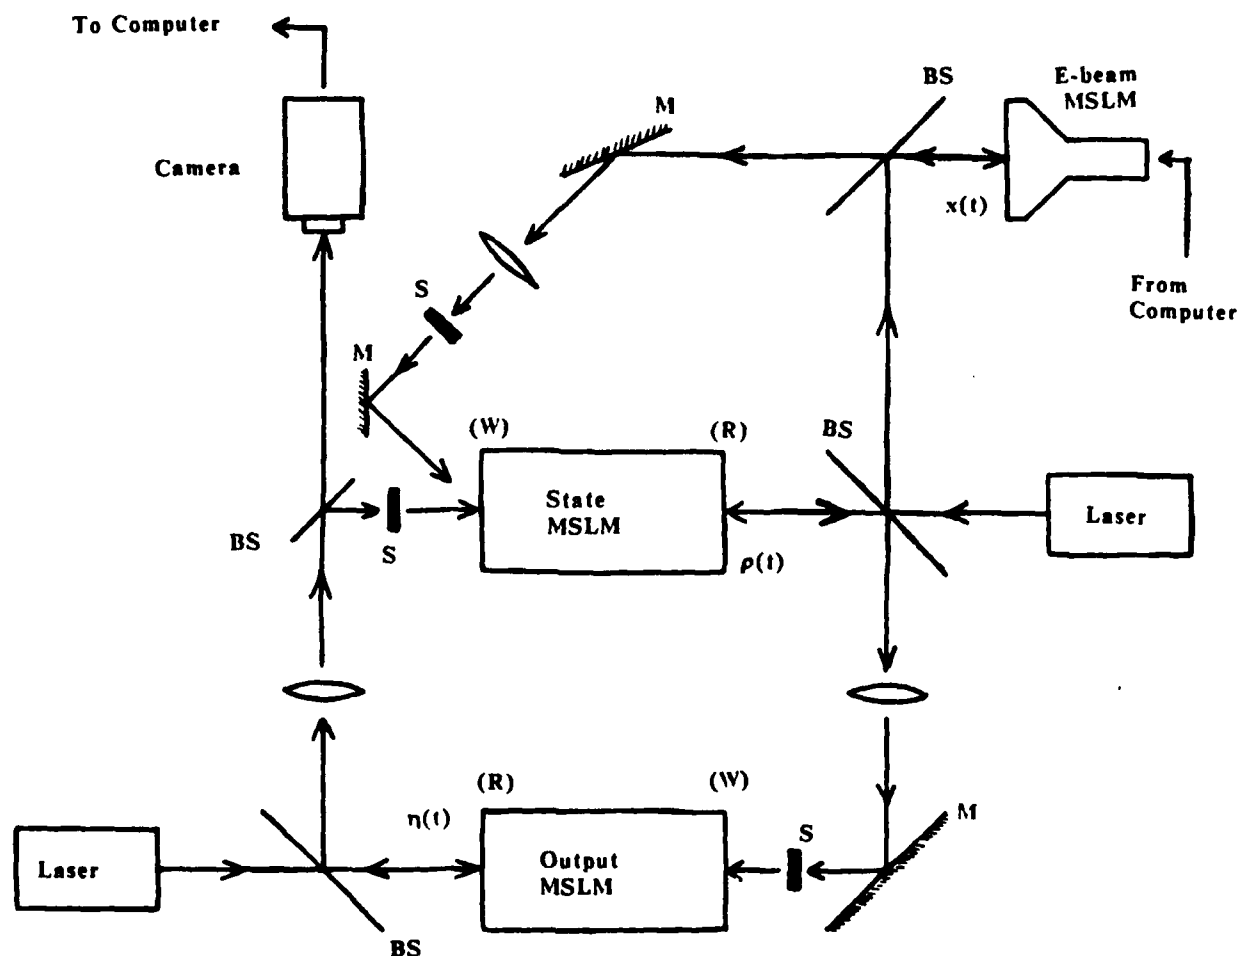 To Computer
BS
E-beam
MSLM
M
Camera
x(t)
S
From
Computer
M
(W)
(R)
BS
State
MSLM
Laser
BS
S
ρ(t)
(R)
(W)
M
η(t)
S
Laser
Output
MSLM
BS